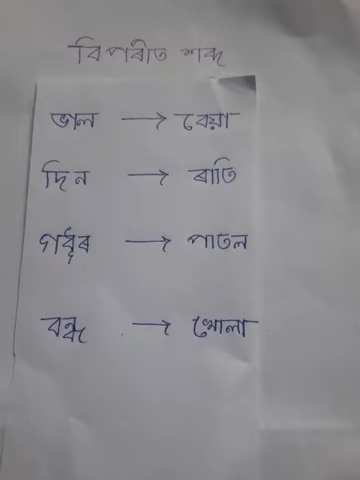 বিপৰীত শব্দ
ভাল → বেয়া
দিন → ৰাতি
গধূৰ → পাতল
বন্ধ → খোলা